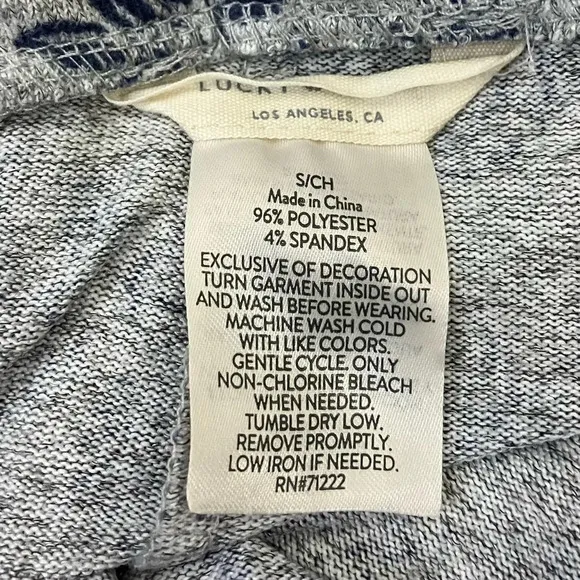 LUCKY
LOS ANGELES, CA
S/CH
Made in China
96% POLYESTER
4% SPANDEX
EXCLUSIVE OF DECORATION
TURN GARMENT INSIDE OUT
AND WASH BEFORE WEARING.
MACHINE WASH COLD
WITH LIKE COLORS.
GENTLE CYCLE. ONLY
NON-CHLORINE BLEACH
WHEN NEEDED.
TUMBLE DRY LOW.
REMOVE PROMPTLY.
LOW IRON IF NEEDED.
RN#71222